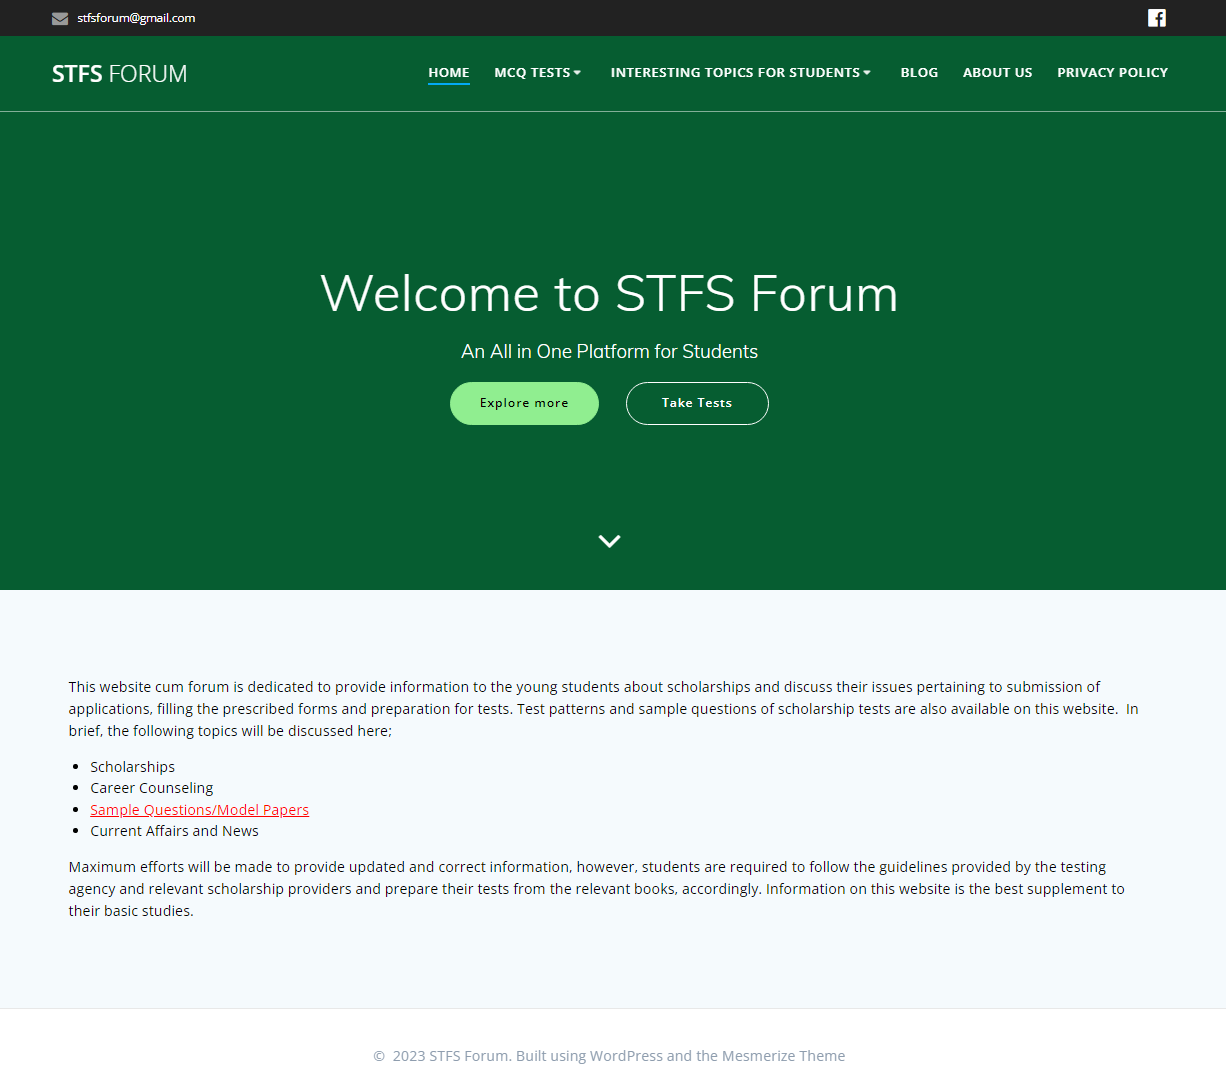 stfsforum@gmail.com
STFS FORUM
HOME MCQ TESTS INTERESTING TOPICS FOR STUDENTS BLOG ABOUT US PRIVACY POLICY
Welcome to STFS Forum
An All in One Platform for Students
Explore more Take Tests
This website cum forum is dedicated to provide information to the young students about scholarships and discuss their issues pertaining to submission of
applications, filling the prescribed forms and preparation for tests. Test patterns and sample questions of scholarship tests are also available on this website.  In
brief, the following topics will be discussed here;
Scholarships
Career Counseling
Sample Questions/Model Papers
Current Affairs and News
Maximum efforts will be made to provide updated and correct information, however, students are required to follow the guidelines provided by the testing
agency and relevant scholarship providers and prepare their tests from the relevant books, accordingly. Information on this website is the best supplement to
their basic studies.
©  2023 STFS Forum. Built using WordPress and the Mesmerize Theme